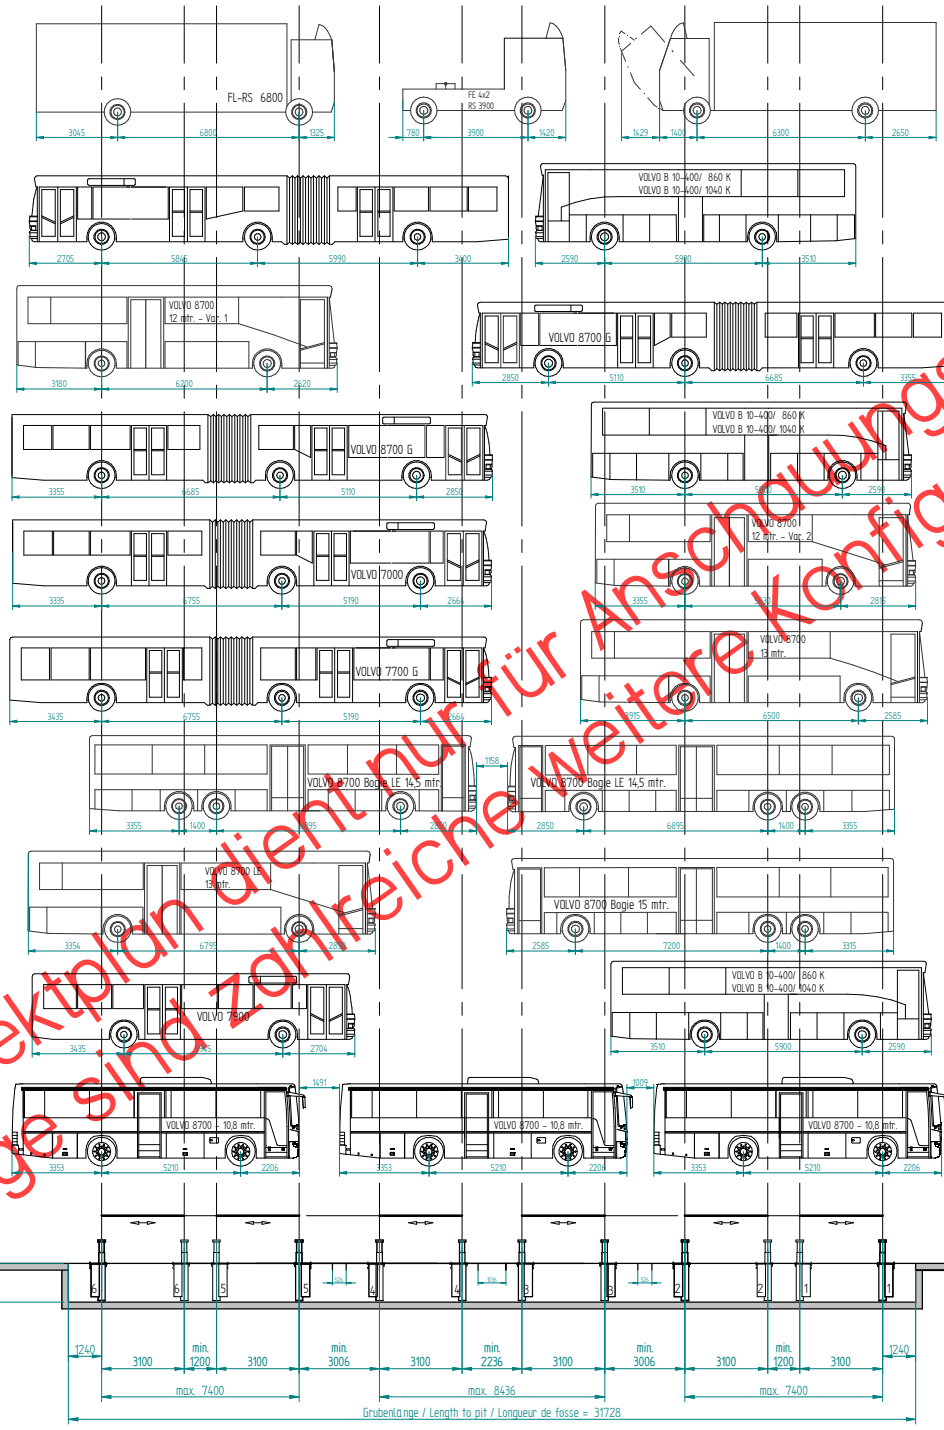 FL-RS 6800
FE 4x2
RS 3900
3045 6800 1325
780 3900 1420
1429 1400 6300 2650
VOLVO B 10-400/ 860 K
VOLVO B 10-400/ 1040 K
2705 5845 5990 3400
2590 5900 3510
VOLVO 8700
12 mtr. - Var. 1
VOLVO 8700 G
3180 6200 2620
2850 5110 6685 3355
VOLVO 8700 G
VOLVO B 10-400/ 860 K
VOLVO B 10-400/ 1040 K
3355 6685 5110 2850
3510 2590
VOLVO 7000
VOLVO 8700
12 mtr. - Var. 2
3335 6755 5190 2664
3355 2815
VOLVO 7700 G
VOLVO 8700
13 mtr.
3435 6755 5190 2664
3915 6500 2585
VOLVO 8700 Bogie LE 14,5 mtr.
1158
VOLVO 8700 Bogie LE 14,5 mtr.
3355 1400 6895 2850
2850 6895 1400 3355
VOLVO 8700 LE
13 mtr.
VOLVO 8700 Bogie 15 mtr.
3354 6795 2850
2585 7200 1400 3315
VOLVO 7900
VOLVO B 10-400/ 860 K
VOLVO B 10-400/ 1040 K
3435 5945 2704
3510 5900 2590
1491 1009
VOLVO 8700 - 10,8 mtr.
VOLVO 8700 - 10,8 mtr.
VOLVO 8700 - 10,8 mtr.
3353 5210 2206
3353 5210 2206
3353 5210 2206
526 1036 526
6 6 5 5 4 4 3 3 2 2 1 1
1240 min. min. min. min. min. 1240
3100 1200 3100 3006 3100 2236 3100 3006 3100 1200 3100
max. 7400 max. 8436 max. 7400
Grubenlänge / Length to pit / Longueur de fosse = 31728
ektplan dient nur für Anschauungs
ge sind zahlreiche weitere Konfig